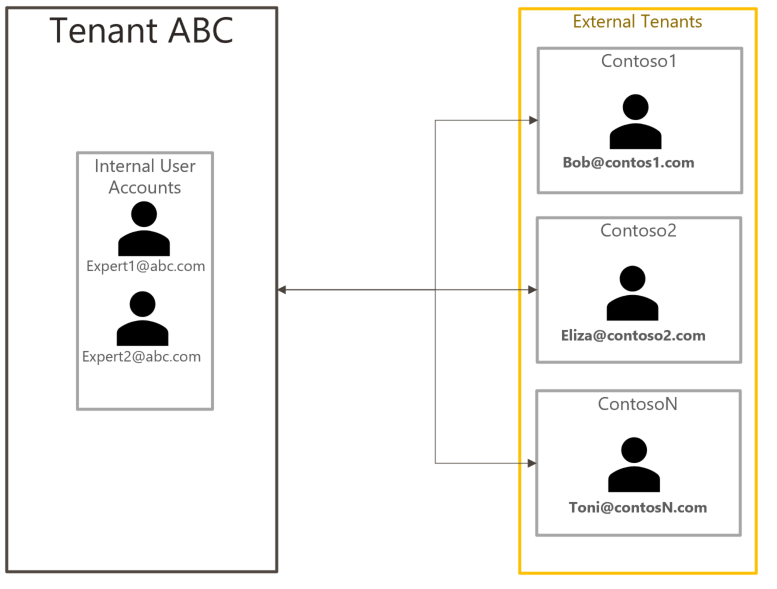 Tenant ABC
Internal User
Accounts
Expert1@abc.com
Expert2@abc.com
External Tenants
Contoso1
Bob@contos1.com
Contoso2
Eliza@contoso2.com
ContosoN
Toni@contosN.com